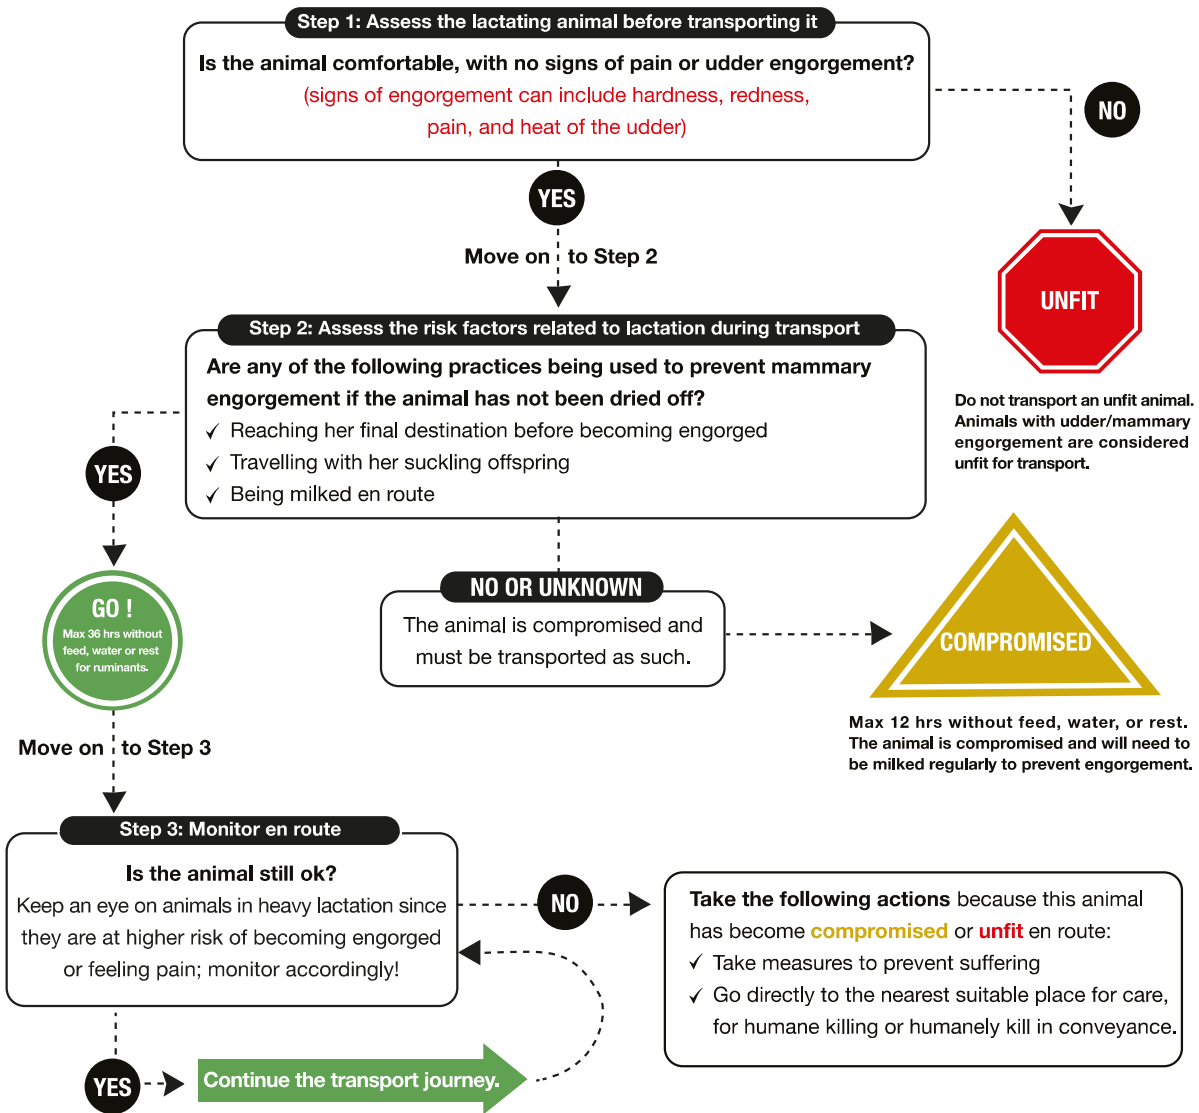 Step 1: Assess the lactating animal before transporting it
Is the animal comfortable, with no signs of pain or udder engorgement?
(signs of engorgement can include hardness, redness,
pain, and heat of the udder)
NO
YES
Move on to Step 2
UNFIT
Do not transport an unfit animal.
Animals with udder/mammary
engorgement are considered
unfit for transport.
Step 2: Assess the risk factors related to lactation during transport
Are any of the following practices being used to prevent mammary
engorgement if the animal has not been dried off?
✓ Reaching her final destination before becoming engorged
✓ Travelling with her suckling offspring
✓ Being milked en route
YES
GO !
Max 36 hrs without
feed, water or rest
for ruminants.
NO OR UNKNOWN
The animal is compromised and
must be transported as such.
COMPROMISED
Max 12 hrs without feed, water, or rest.
The animal is compromised and will need to
be milked regularly to prevent engorgement.
Move on to Step 3
Step 3: Monitor en route
Is the animal still ok?
Keep an eye on animals in heavy lactation since
they are at higher risk of becoming engorged
or feeling pain; monitor accordingly!
NO
Take the following actions because this animal
has become compromised or unfit en route:
✓ Take measures to prevent suffering
✓ Go directly to the nearest suitable place for care,
for humane killing or humanely kill in conveyance.
YES
Continue the transport journey.